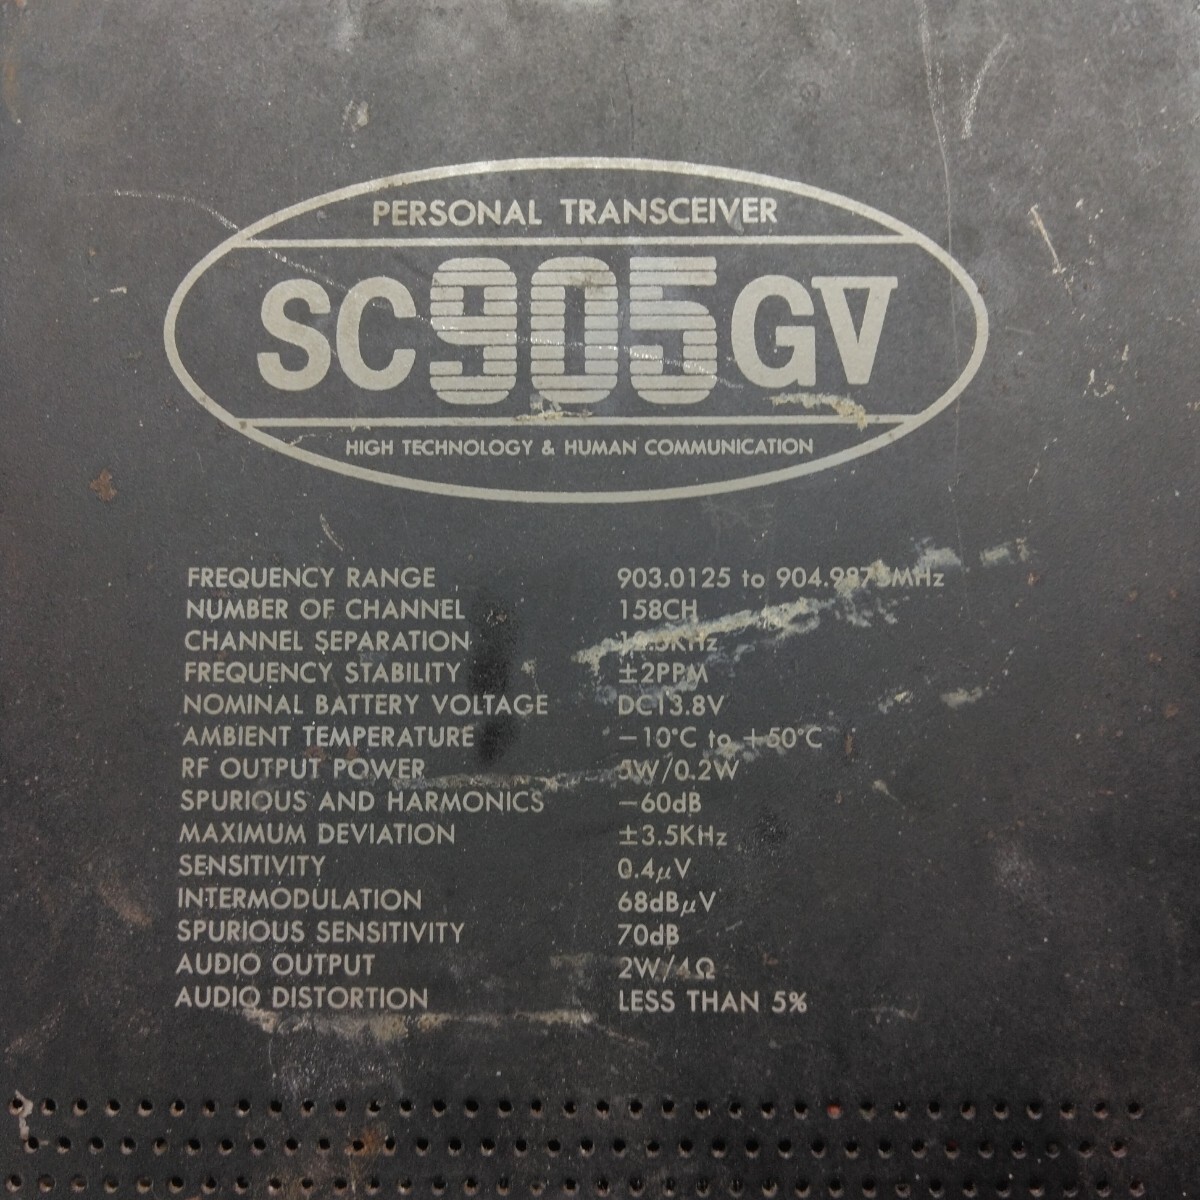 PERSONAL TRANSCEIVER
SC905GV
HIGH TECHNOLOGY & HUMAN COMMUNICATION
FREQUENCY RANGE 903.0125 to 904.9875MHz
NUMBER OF CHANNEL 158CH
CHANNEL SEPARATION 12.5KHz
FREQUENCY STABILITY ±2PPM
NOMINAL BATTERY VOLTAGE DC13.8V
AMBIENT TEMPERATURE −10°C to +50°C
RF OUTPUT POWER 5W/0.2W
SPURIOUS AND HARMONICS −60dB
MAXIMUM DEVIATION ±3.5KHz
SENSITIVITY 0.4μV
INTERMODULATION 68dBμV
SPURIOUS SENSITIVITY 70dB
AUDIO OUTPUT 2W/4Ω
AUDIO DISTORTION LESS THAN 5%